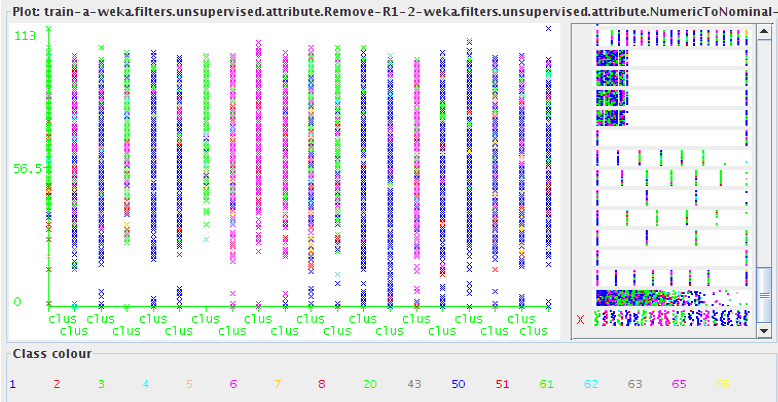 Plot: train-a-weka.filters.unsupervised.attribute.Remove-R1-2-weka.filters.unsupervised.attribute.NumericToNominal-
113
56.5
0
clus clus clus clus clus clus clus clus clus clus
clus clus clus clus clus clus clus clus clus clus
X
Class colour
1 2 3 4 5 6 7 8 20 43 50 51 61 62 63 65 66